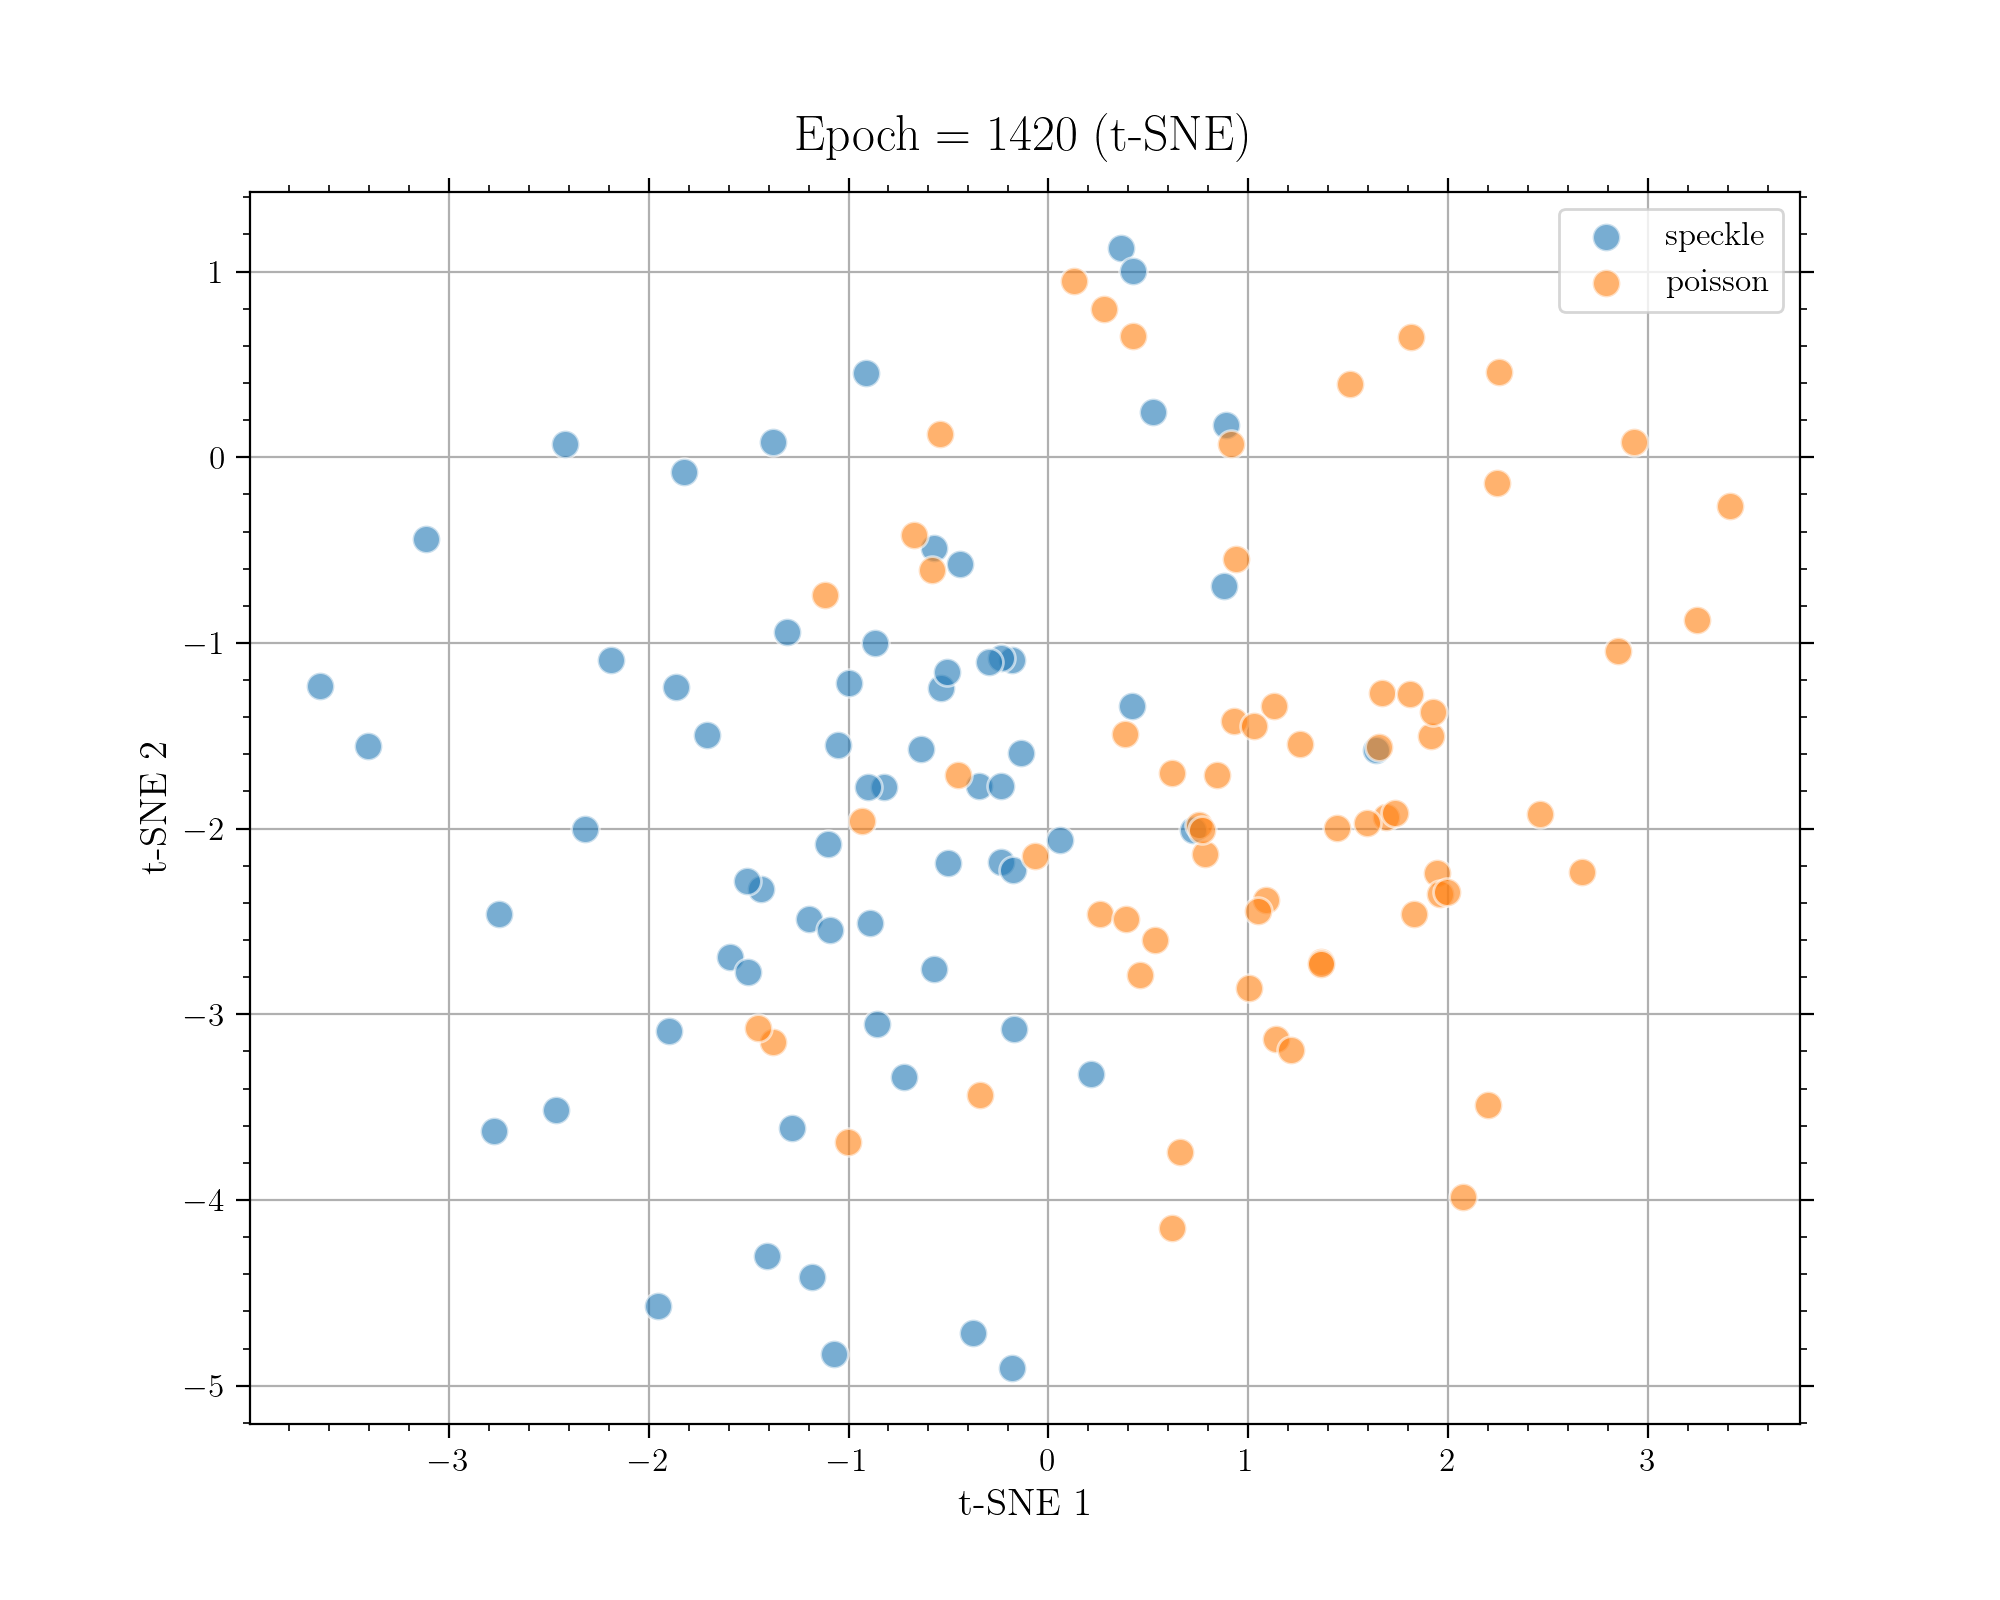 Epoch = 1420 (t-SNE)
speckle
poisson
1
0
−1
−2
−3
−4
−5
t-SNE 2
−3
−2
−1
0
1
2
3
t-SNE 1